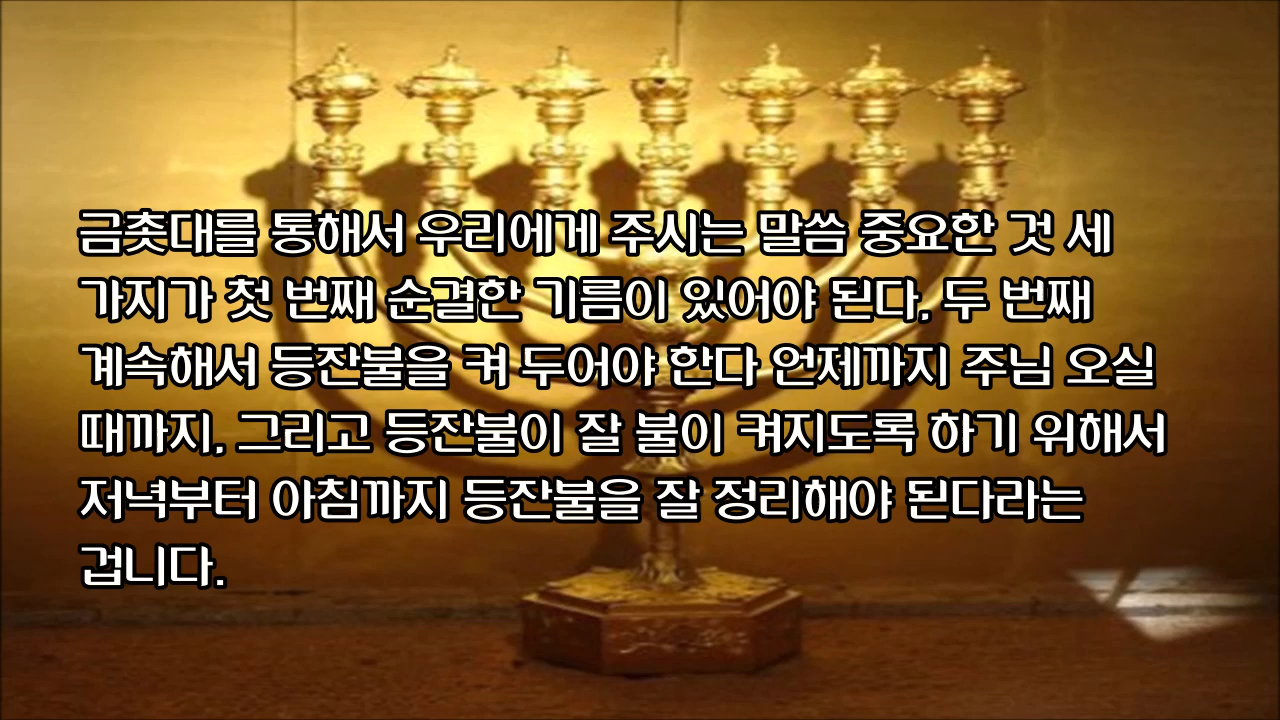 금촛대를 통해서 우리에게 주시는 말씀 중요한 것 세
가지가 첫 번째 순결한 기름이 있어야 된다. 두 번째
계속해서 등잔불을 켜 두어야 한다 언제까지 주님 오실
때까지. 그리고 등잔불이 잘 불이 켜지도록 하기 위해서
저녁부터 아침까지 등잔불을 잘 정리해야 된다라는
겁니다.